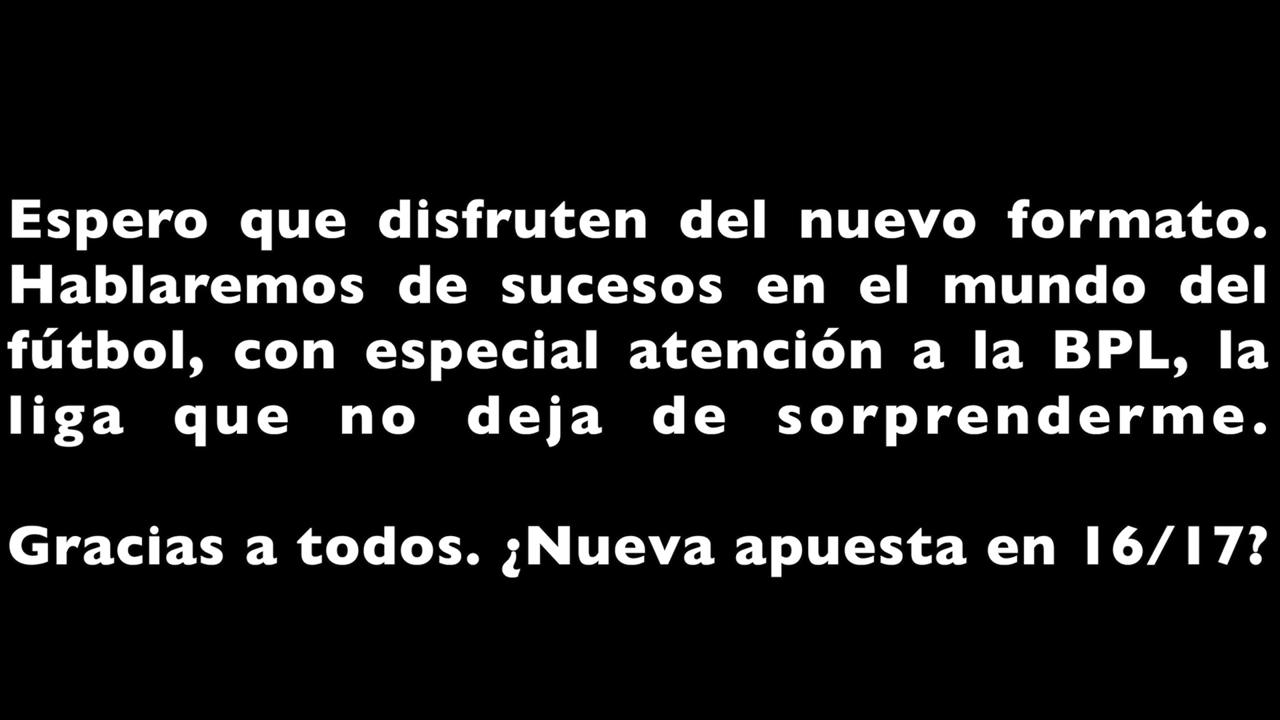 Espero que disfruten del nuevo formato.
Hablaremos de sucesos en el mundo del
fútbol, con especial atención a la BPL, la
liga que no deja de sorprenderme.
Gracias a todos. ¿Nueva apuesta en 16/17?